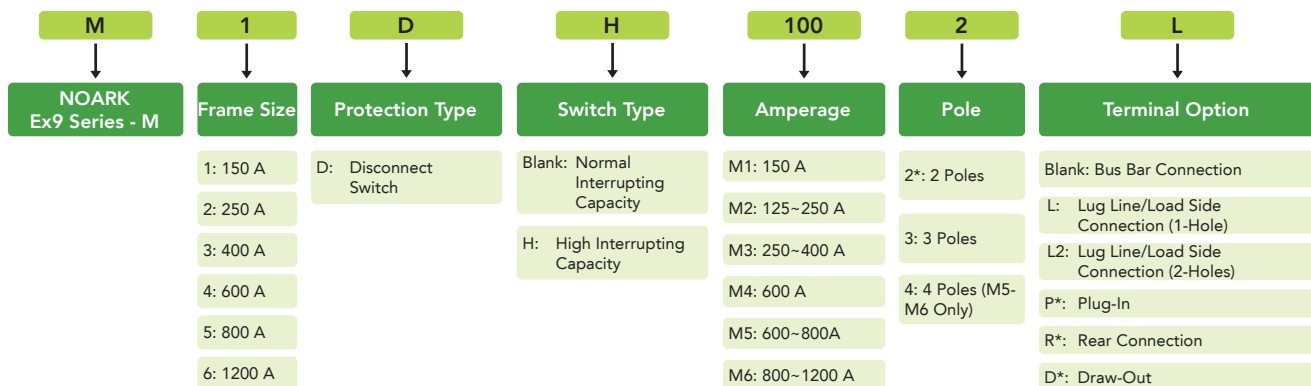 M 1 D H 100 2 L
NOARK
Ex9 Series - M
Frame Size
Protection Type
Switch Type
Amperage
Pole
Terminal Option
1: 150 A
2: 250 A
3: 400 A
4: 600 A
5: 800 A
6: 1200 A
D: Disconnect
Switch
Blank: Normal
Interrupting
Capacity
H: High Interrupting
Capacity
M1: 150 A
M2: 125~250 A
M3: 250~400 A
M4: 600 A
M5: 600~800A
M6: 800~1200 A
2*: 2 Poles
3: 3 Poles
4: 4 Poles (M5-
M6 Only)
Blank: Bus Bar Connection
L: Lug Line/Load Side
Connection (1-Hole)
L2: Lug Line/Load Side
Connection (2-Holes)
P*: Plug-In
R*: Rear Connection
D*: Draw-Out